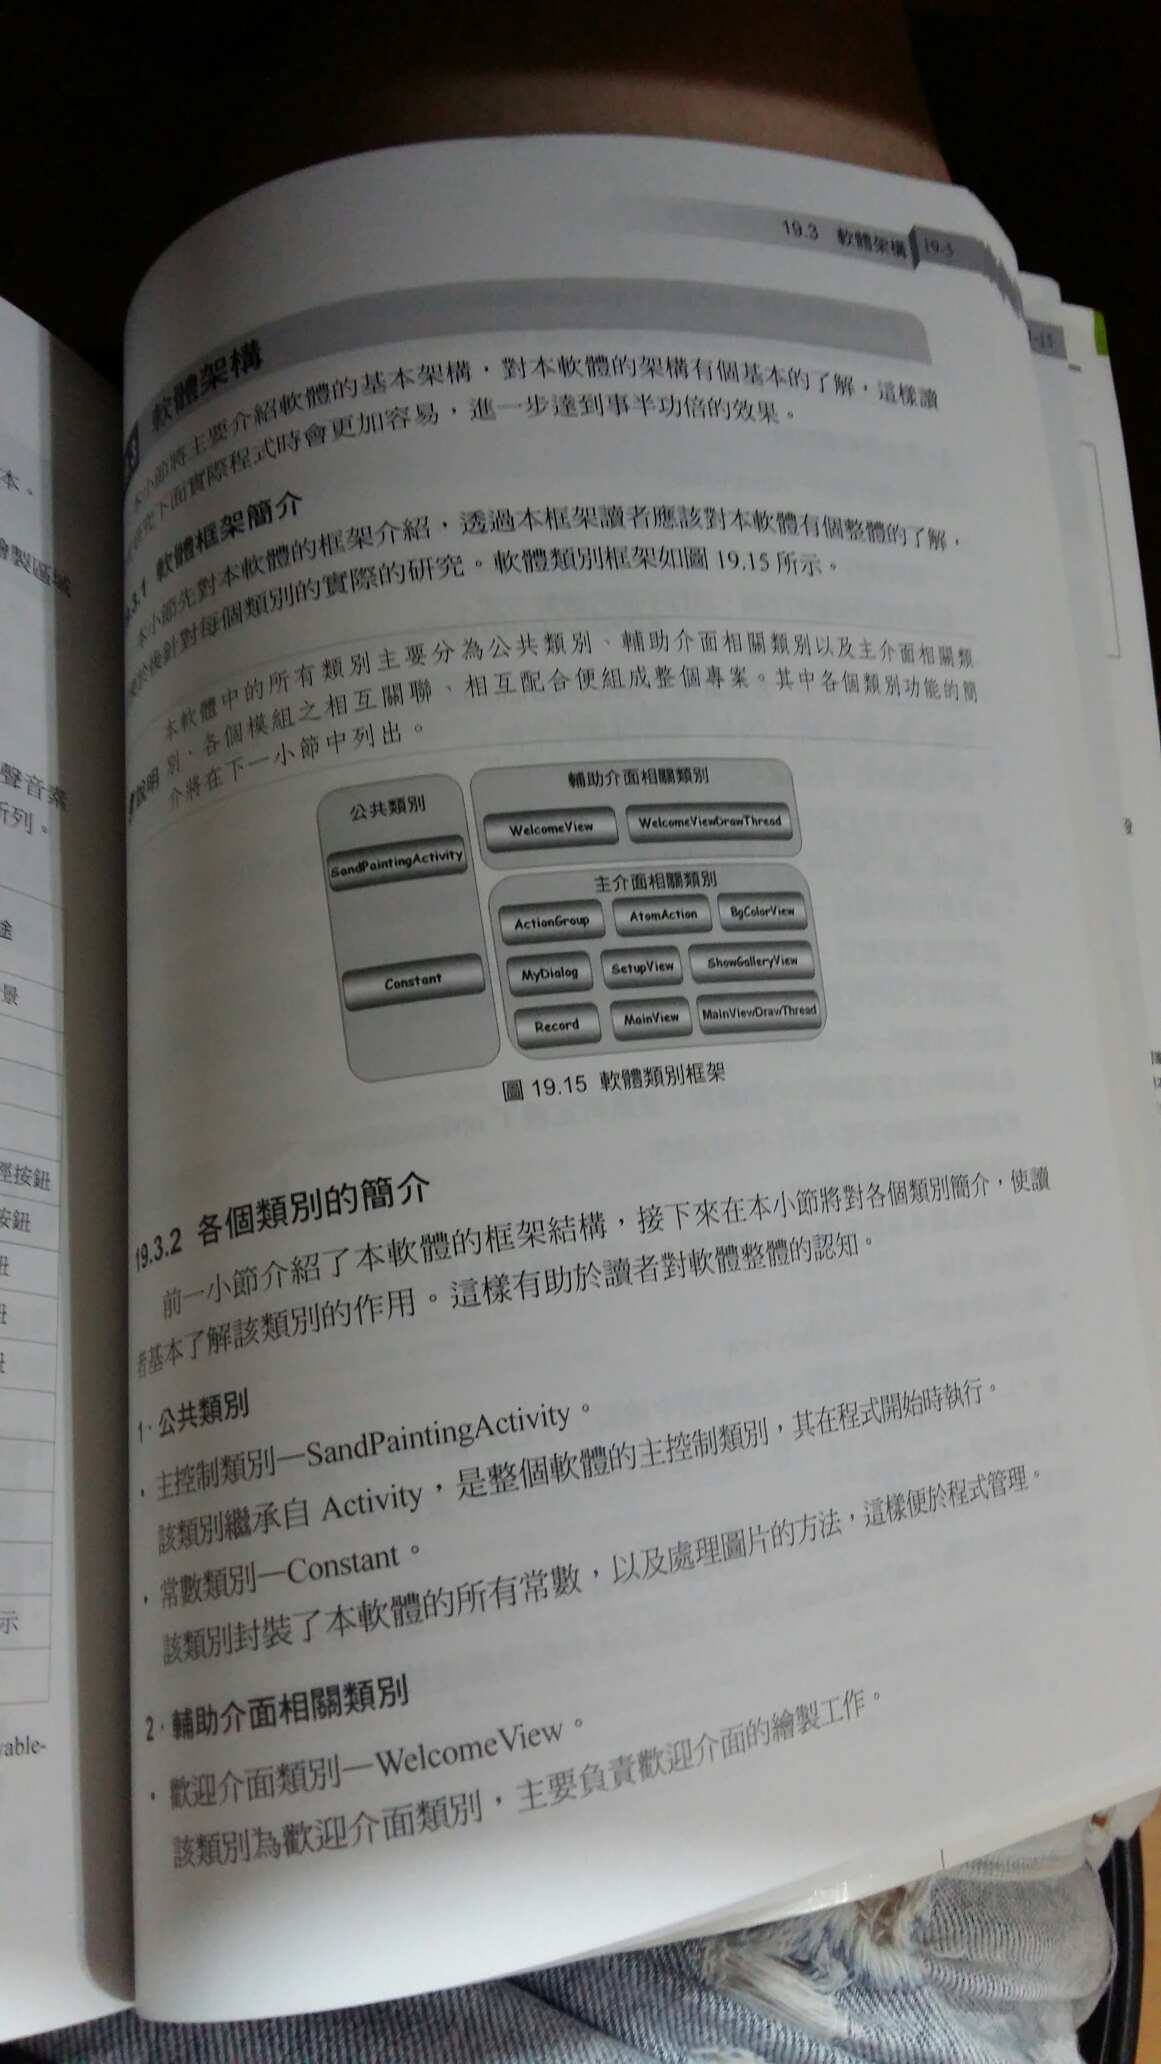 19.3 軟體架構 19-5
軟體架構
本小節將主要介紹軟體的基本架構，對本軟體的架構有個基本的了解，這樣讀
下面實際程式時會更加容易，進一步達到事半功倍的效果。
軟體框架簡介
本小節先對本軟體的框架介紹，透過本框架讀者應該對本軟體有個整體的了解，
後針對每個類別的實際的研究。軟體類別框架如圖 19.15 所示。
說明
本軟體中的所有類別主要分為公共類別、輔助介面相關類別以及主介面相關類
別，各個模組之相互關聯、相互配合便組成整個專案。其中各個類別功能的簡
介將在下一小節中列出。
公共類別
SandPaintingActivity
Constant
輔助介面相關類別
WelcomeView WelcomeViewDrawThread
主介面相關類別
ActionGroup AtomAction BgColorView
MyDialog SetupView ShowGalleryView
Record MainView MainViewDrawThread
圖 19.15 軟體類別框架
19.3.2 各個類別的簡介
前一小節介紹了本軟體的框架結構，接下來在本小節將對各個類別簡介，使讀
者基本了解該類別的作用。這樣有助於讀者對軟體整體的認知。
1．公共類別
．主控制類別—SandPaintingActivity。
該類別繼承自 Activity，是整個軟體的主控制類別，其在程式開始時執行。
．常數類別—Constant。
該類別封裝了本軟體的所有常數，以及處理圖片的方法，這樣便於程式管理。
2．輔助介面相關類別
．歡迎介面類別—WelcomeView。
該類別為歡迎介面類別，主要負責歡迎介面的繪製工作。
本。
繪製區域
聲音素
所列。
途
景
徑按鈕
按鈕
鈕
鈕
示
able-